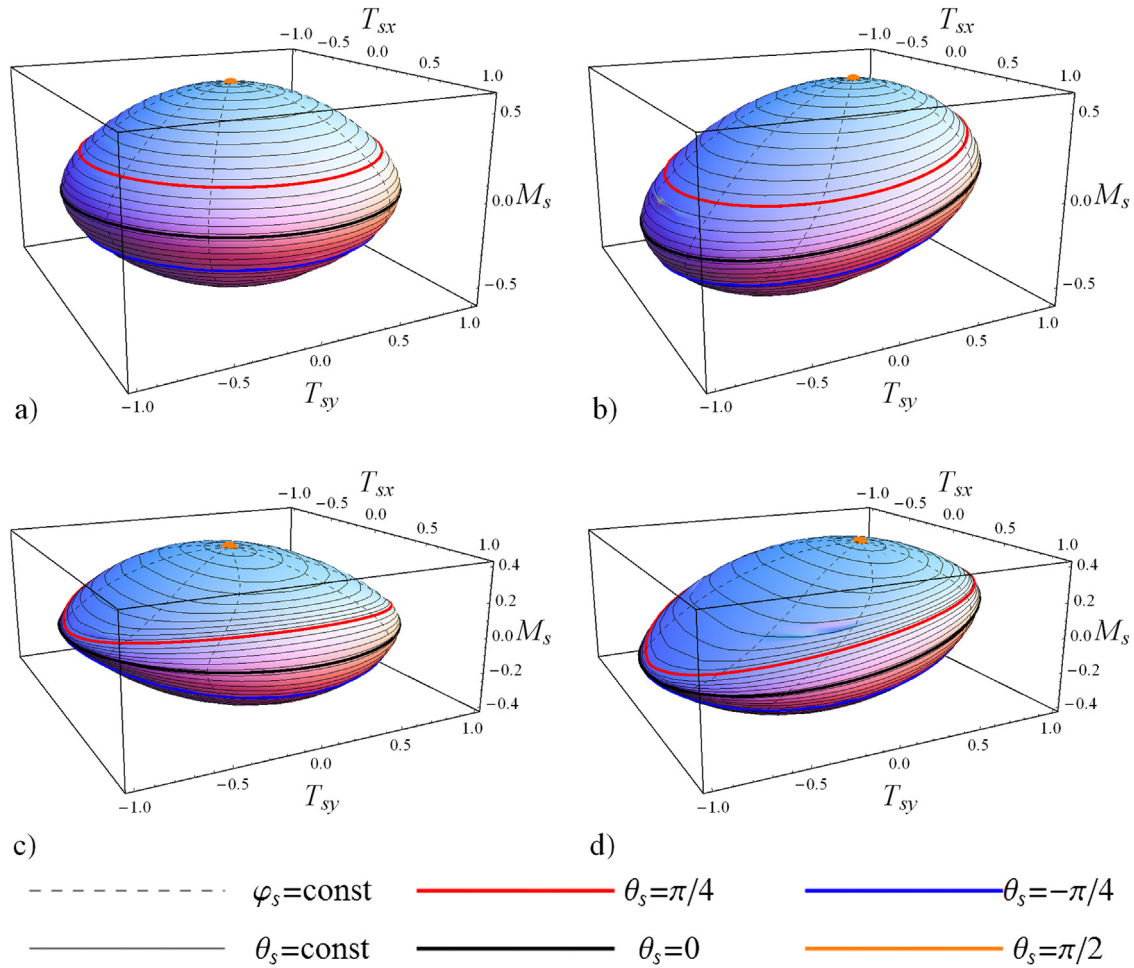 T_sx
−1.0 −0.5 0.0 0.5 1.0
0.5
0.0 M_s
−0.5
1.0
0.5
0.0
−0.5
−1.0
T_sy
a)
T_sx
−1.0 −0.5 0.0 0.5 1.0
0.5
0.0 M_s
−0.5
1.0
0.5
0.0
−0.5
−1.0
T_sy
b)
T_sx
−1.0 −0.5 0.0 0.5 1.0
0.4
0.2
0.0 M_s
−0.2
−0.4
1.0
0.5
0.0
−0.5
−1.0
T_sy
c)
T_sx
−1.0 −0.5 0.0 0.5 1.0
0.4
0.2
0.0 M_s
−0.2
−0.4
1.0
0.5
0.0
−0.5
−1.0
T_sy
d)
φ_s=const θ_s=π/4 θ_s=−π/4
θ_s=const θ_s=0 θ_s=π/2